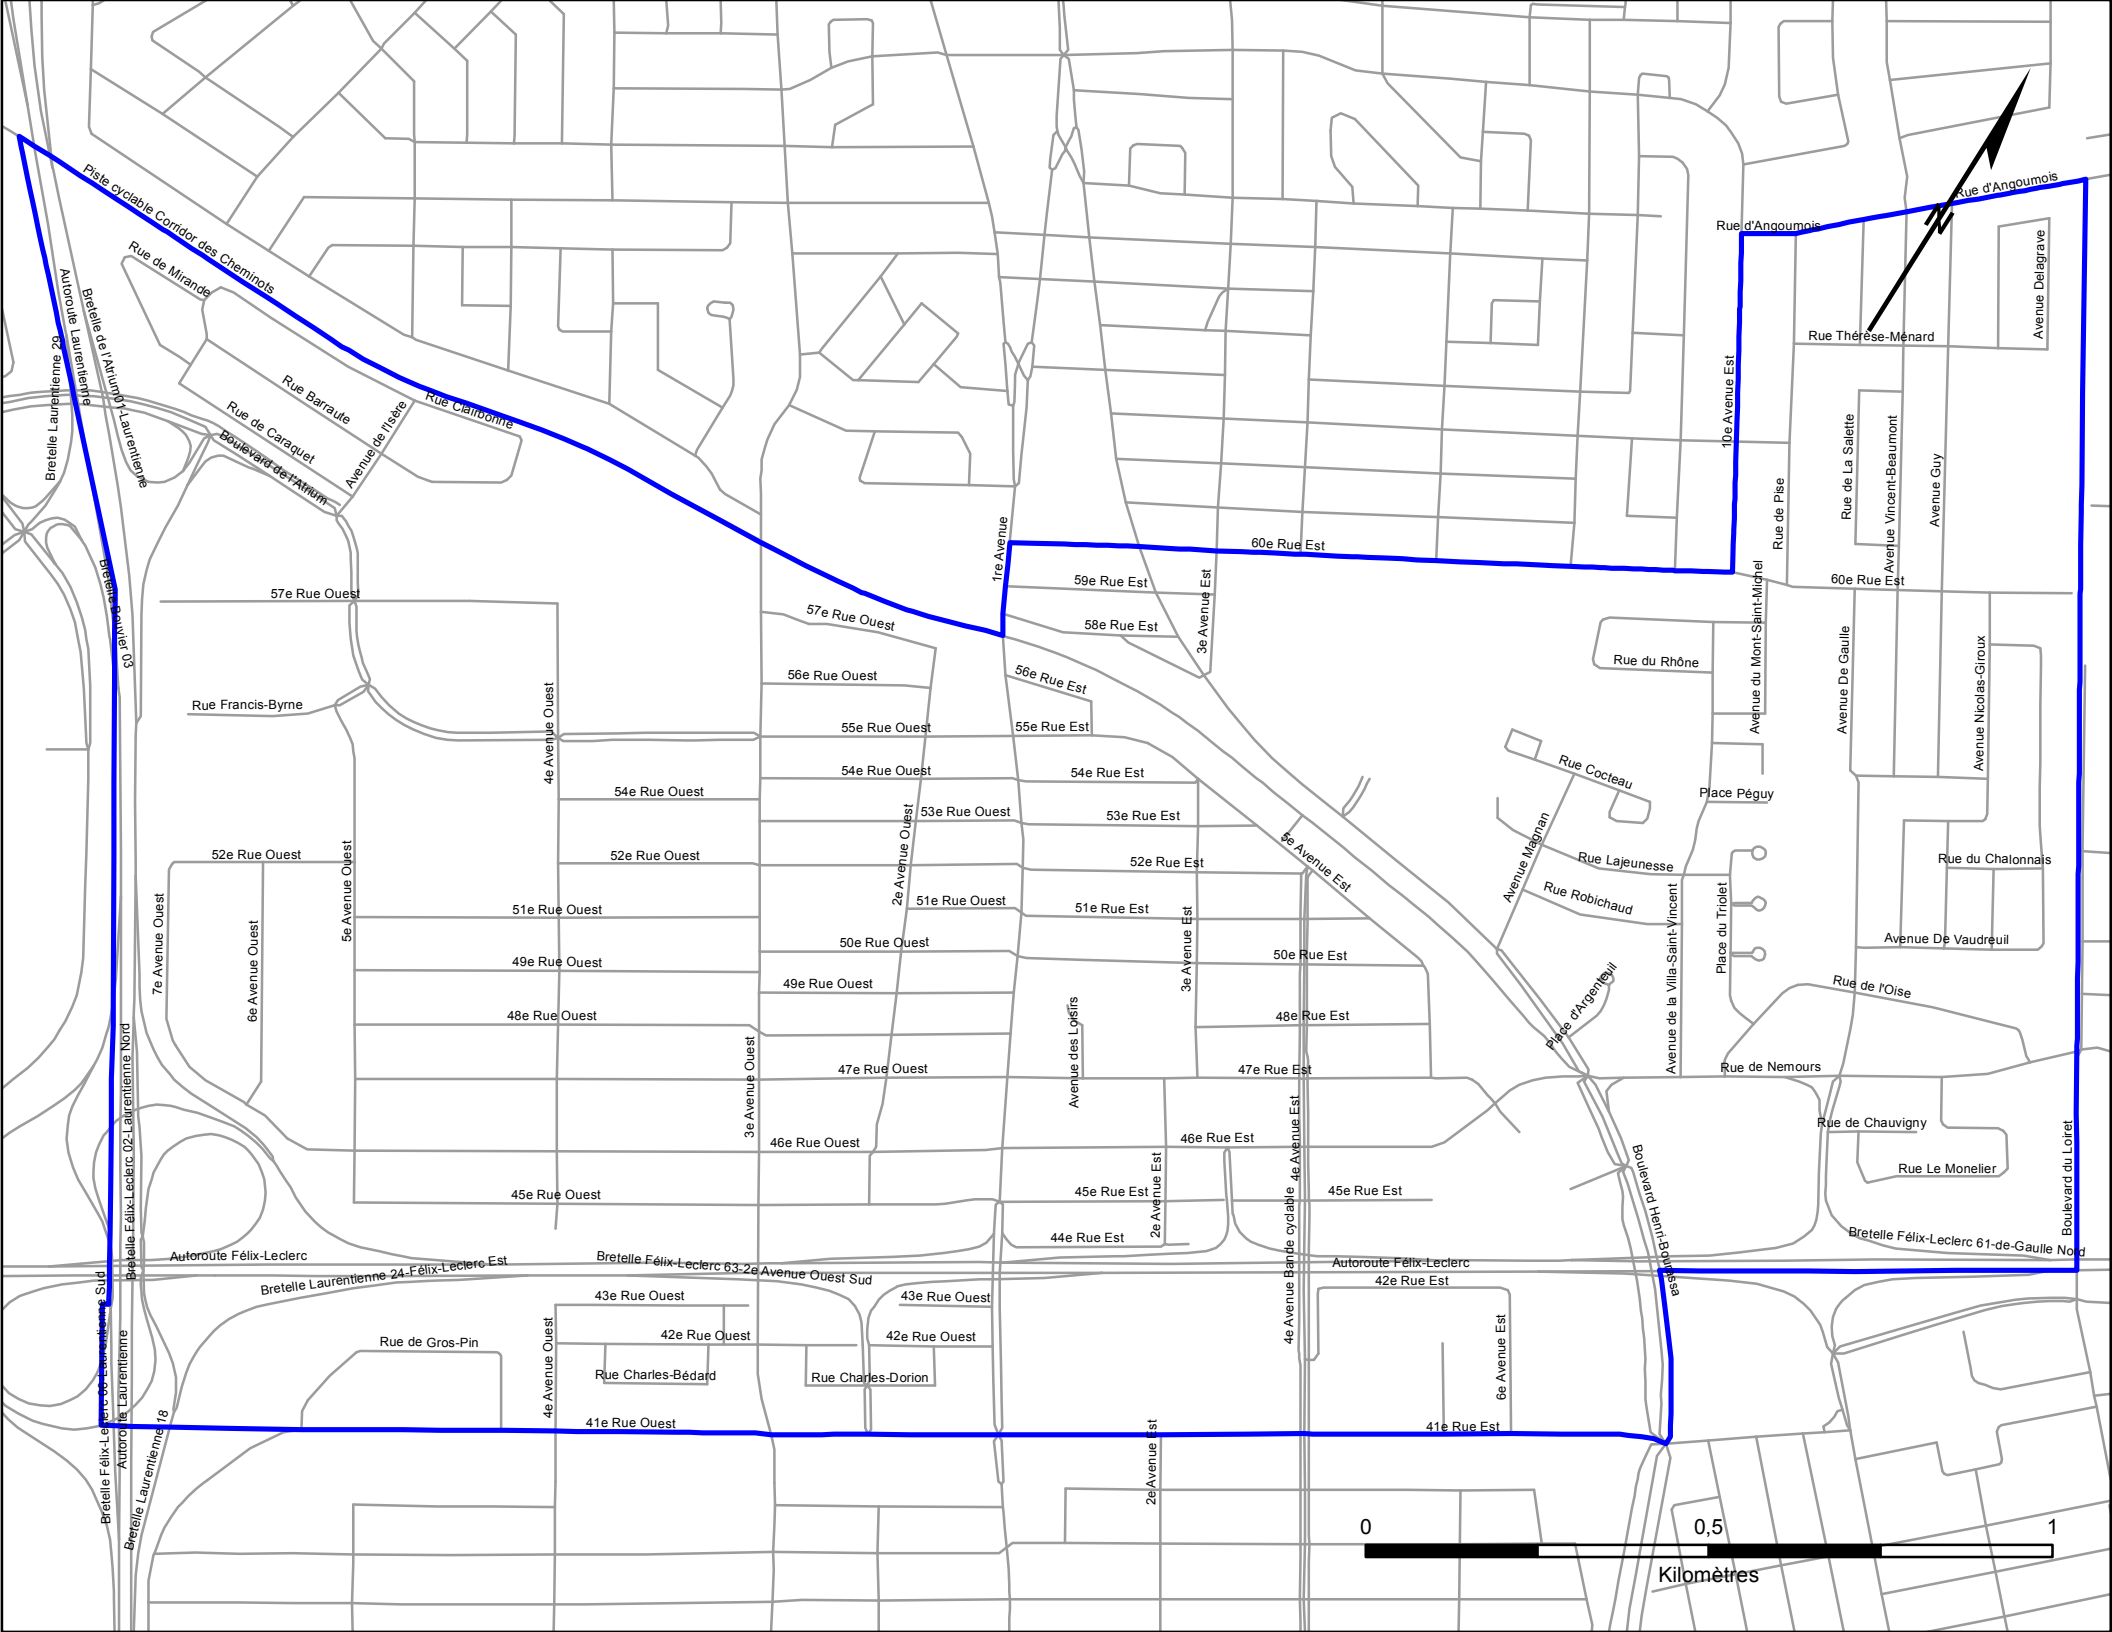 Rue d'Angoumois
Rue d'Angoumois
Piste cyclable Corridor des Cheminots
Rue de Mirande
Autoroute Laurentienne
Bretelle de l'Atrium01-Laurentienne
Bretelle Laurentienne 29
Avenue Delagrave
Rue Thérèse-Ménard
10e Avenue Est
Rue Barraute
Rue Clairbonne
Rue de Caraquet
Avenue de l'Isère
Boulevard de l'Atrium
Rue de La Salette
Avenue Vincent-Beaumont
Avenue Guy
Rue de Pise
1re Avenue
60e Rue Est
Bretelle Bouvier 03
57e Rue Ouest
59e Rue Est
3e Avenue Est
60e Rue Est
57e Rue Ouest
58e Rue Est
Avenue du Mont-Saint-Michel
Avenue De Gaulle
Avenue Nicolas-Giroux
Rue du Rhône
56e Rue Ouest
56e Rue Est
Rue Francis-Byrne
4e Avenue Ouest
55e Rue Ouest
55e Rue Est
54e Rue Ouest
54e Rue Est
Rue Cocteau
54e Rue Ouest
Place Péguy
53e Rue Ouest
53e Rue Est
2e Avenue Ouest
5e Avenue Est
Avenue Magnan
52e Rue Ouest
5e Avenue Ouest
52e Rue Ouest
52e Rue Est
Rue Lajeunesse
Rue du Chalonnais
Rue Robichaud
7e Avenue Ouest
6e Avenue Ouest
51e Rue Ouest
51e Rue Ouest
51e Rue Est
3e Avenue Est
Avenue de la Villa-Saint-Vincent
Place du Triolet
Avenue De Vaudreuil
50e Rue Ouest
50e Rue Est
49e Rue Ouest
49e Rue Ouest
Rue de l'Oise
Place d'Argenteuil
48e Rue Ouest
48e Rue Est
Avenue des Loisirs
3e Avenue Ouest
47e Rue Ouest
47e Rue Est
Rue de Nemours
Bretelle Félix-Leclerc 02-Laurentienne Nord
46e Rue Ouest
46e Rue Est
4e Avenue Est
Rue de Chauvigny
Rue Le Monelier
Boulevard du Loiret
Boulevard Henri-Bourassa
45e Rue Ouest
45e Rue Est
45e Rue Est
2e Avenue Est
44e Rue Est
4e Avenue Bande cyclable
Autoroute Félix-Leclerc
Bretelle Félix-Leclerc 61-de-Gaulle Nord
Bretelle Laurentienne 24-Félix-Leclerc Est
Bretelle Félix-Leclerc 63-2e Avenue Ouest Sud
Autoroute Félix-Leclerc
42e Rue Est
43e Rue Ouest
43e Rue Ouest
Bretelle Félix-Leclerc 06-Laurentienne Sud
Autoroute Laurentienne
Rue de Gros-Pin
4e Avenue Ouest
42e Rue Ouest
42e Rue Ouest
6e Avenue Est
Rue Charles-Bédard
Rue Charles-Dorion
Bretelle Laurentienne 18
41e Rue Ouest
41e Rue Est
2e Avenue Est
0
0,5
1
Kilomètres